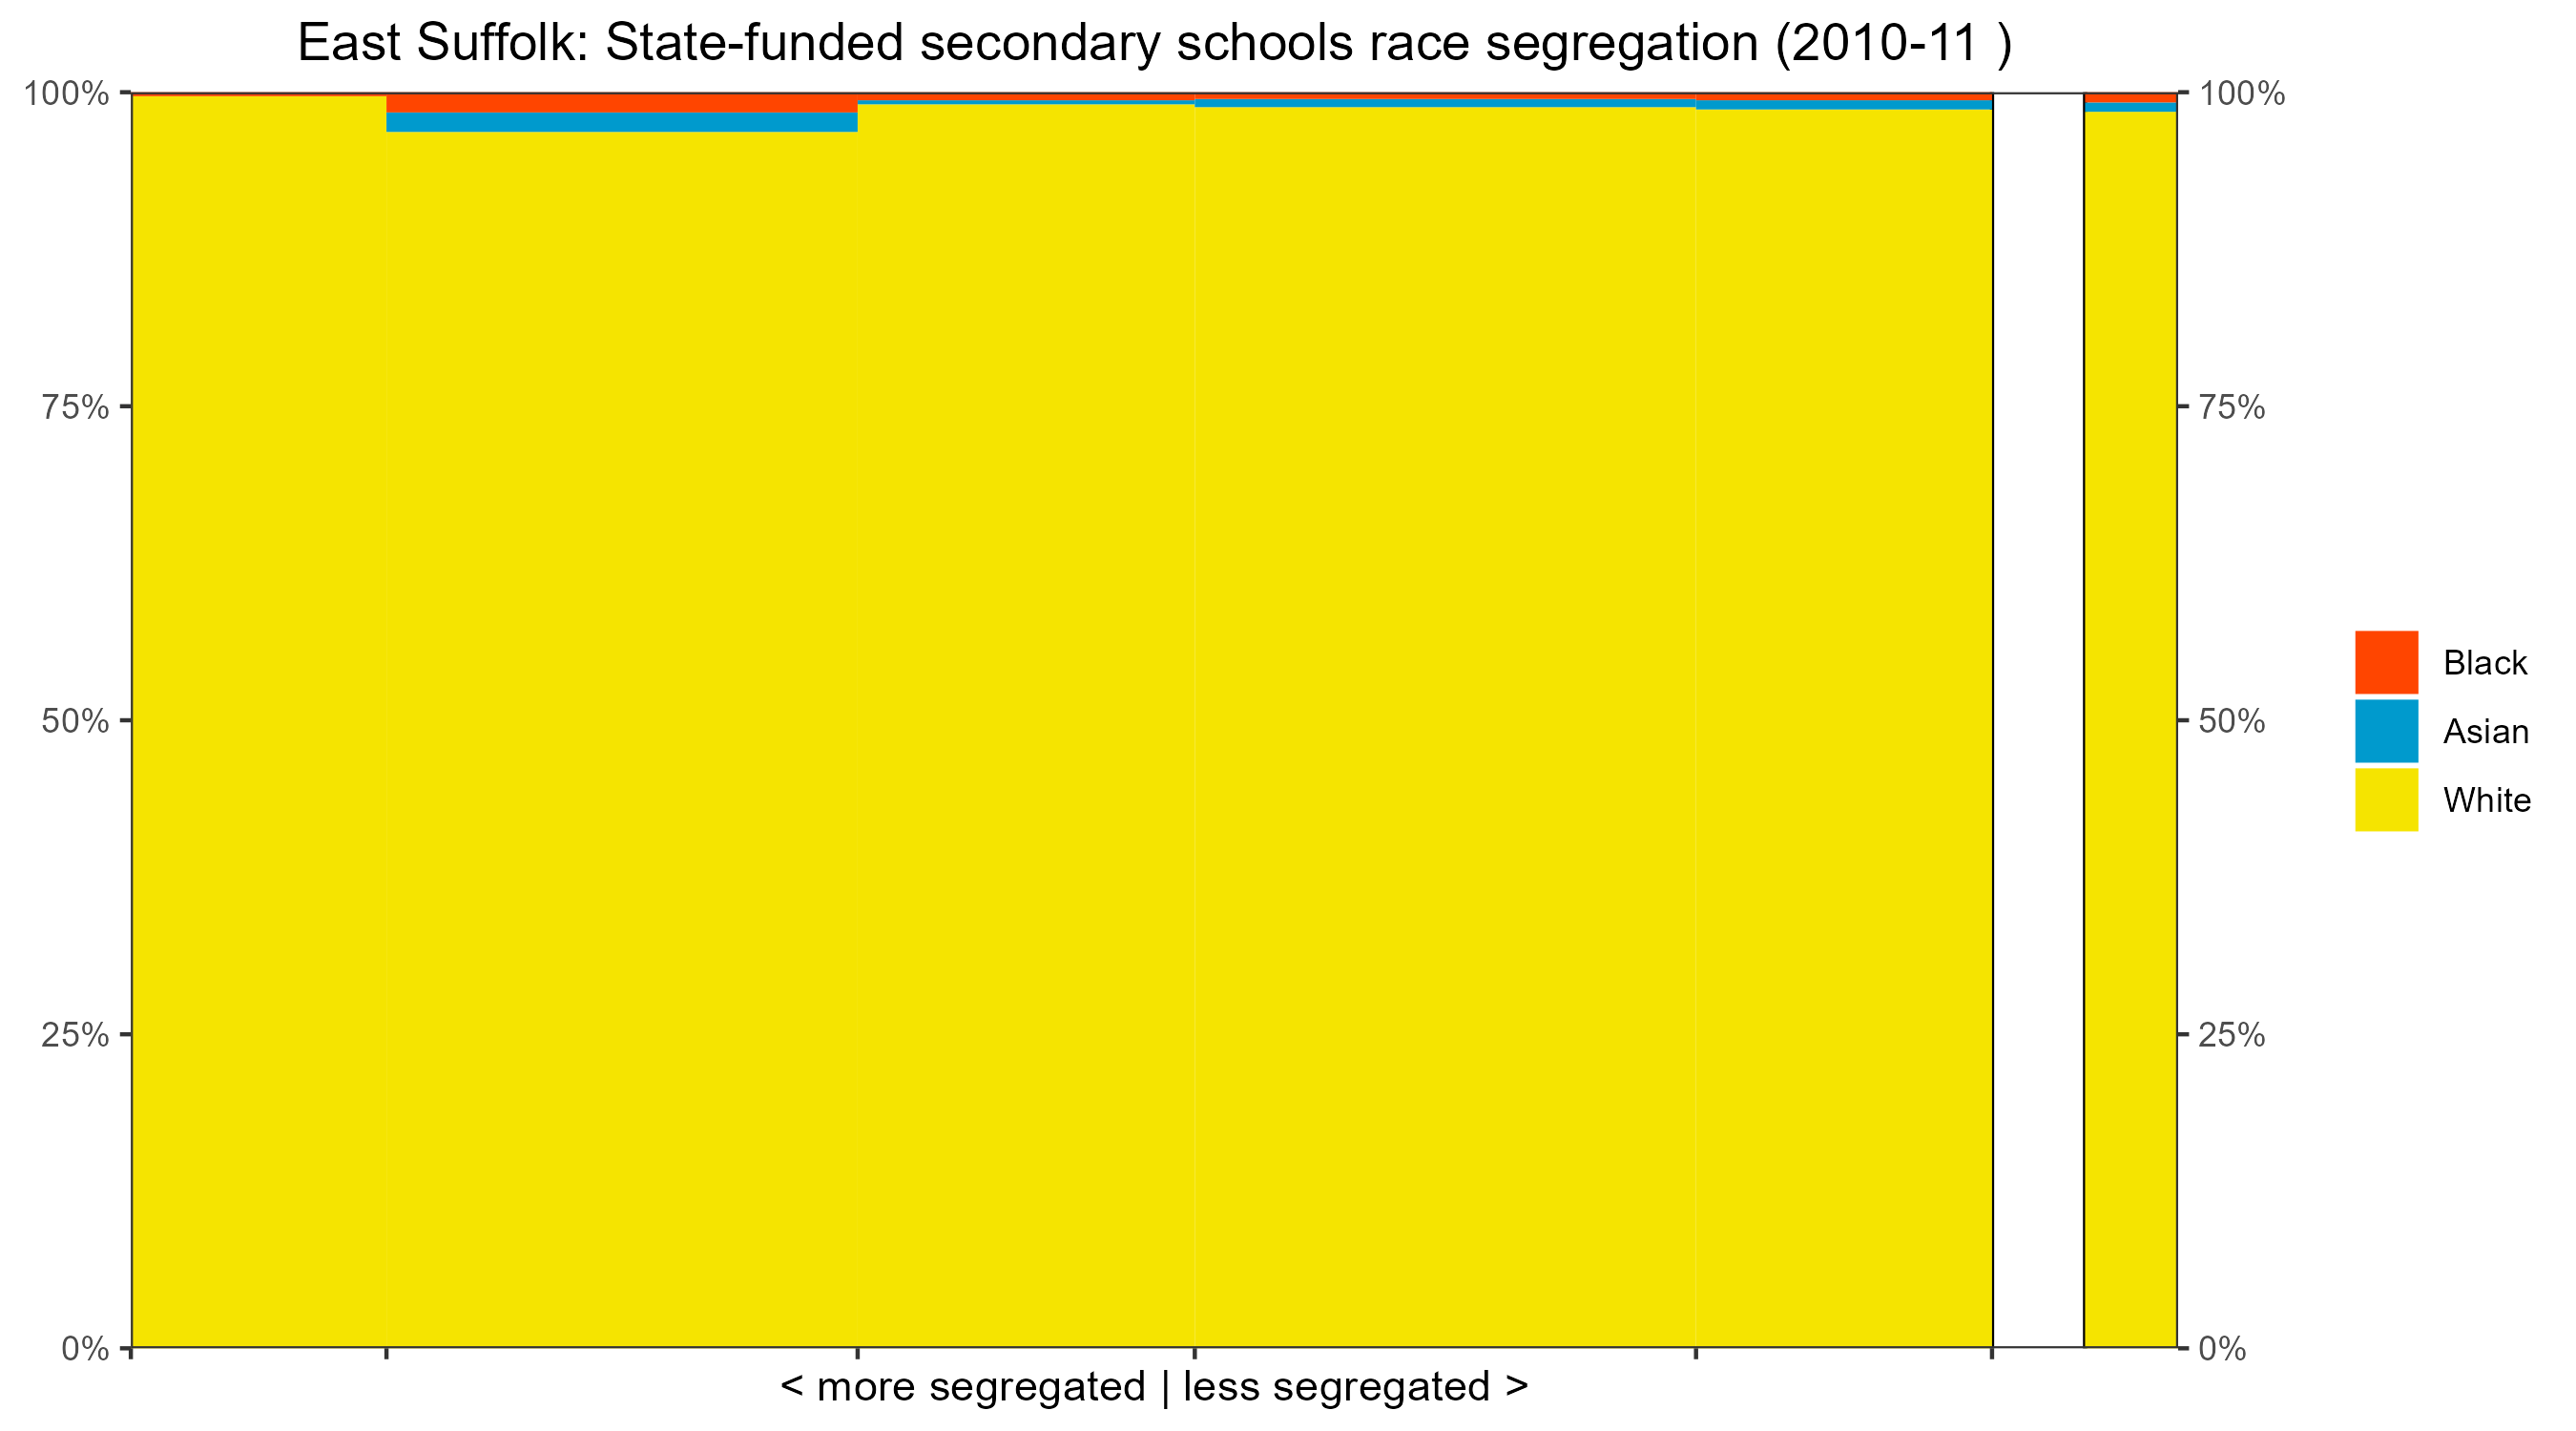 East Suffolk: State-funded secondary schools race segregation (2010-11 )
100%
75%
50%
25%
0%
100%
75%
50%
25%
0%
Black
Asian
White
< more segregated | less segregated >